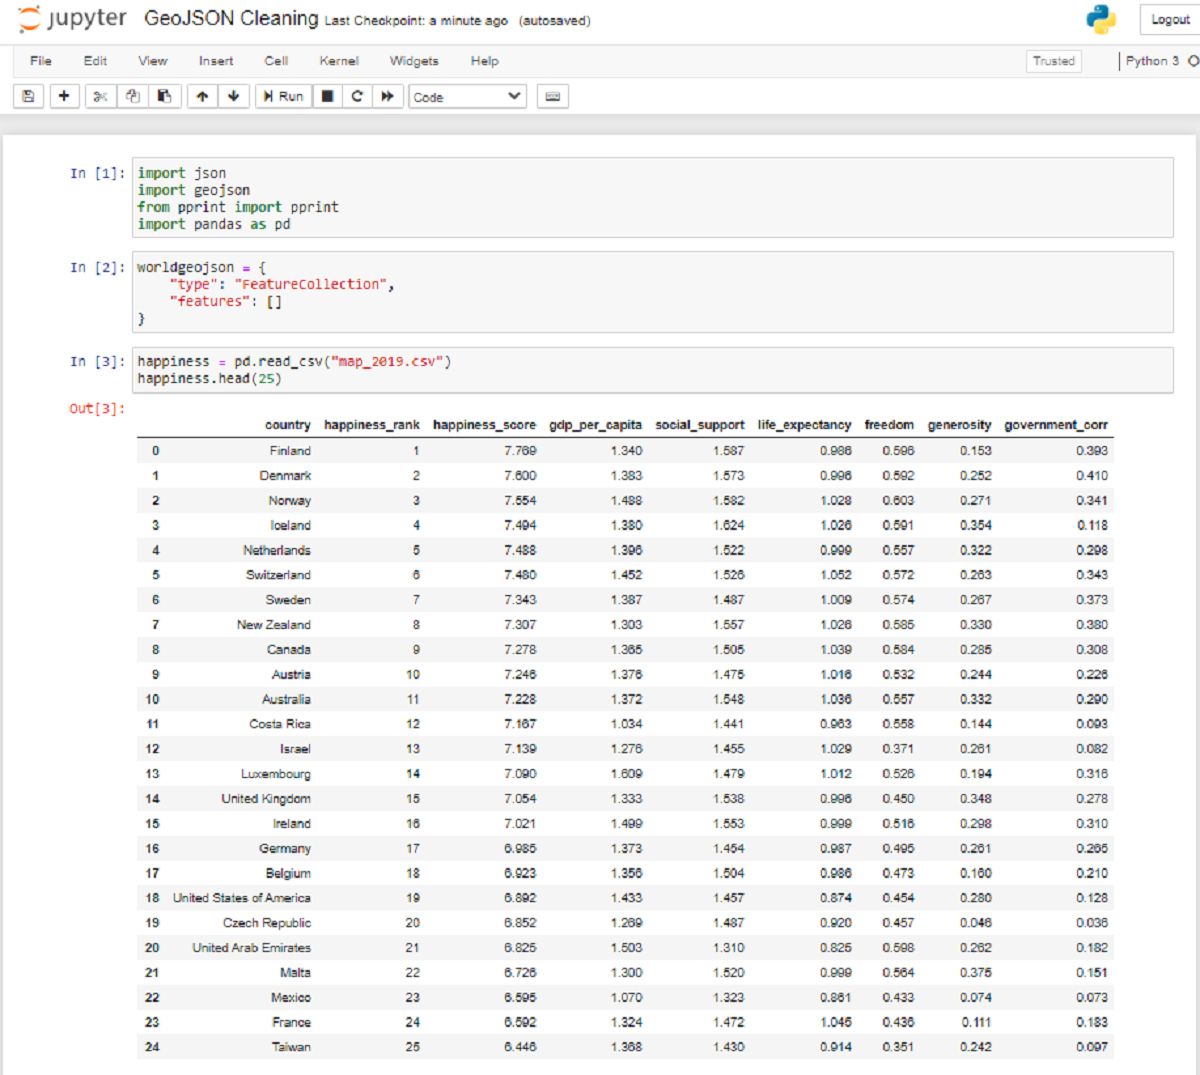 jupyter GeoJSON Cleaning Last Checkpoint: a minute ago (autosaved)
Logout
File Edit View Insert Cell Kernel Widgets Help
Trusted Python 3
Run Code
In [1]: import json
import geojson
from pprint import pprint
import pandas as pd
In [2]: worldgeojson = {
"type": "FeatureCollection",
"features": []
}
In [3]: happiness = pd.read_csv("map_2019.csv")
happiness.head(25)
Out[3]:
country happiness_rank happiness_score gdp_per_capita social_support life_expectancy freedom generosity government_corr
0 Finland 1 7.769 1.340 1.587 0.986 0.596 0.153 0.393
1 Denmark 2 7.600 1.383 1.573 0.996 0.592 0.252 0.410
2 Norway 3 7.554 1.488 1.582 1.028 0.603 0.271 0.341
3 Iceland 4 7.494 1.380 1.624 1.026 0.591 0.354 0.118
4 Netherlands 5 7.488 1.396 1.522 0.999 0.557 0.322 0.298
5 Switzerland 6 7.480 1.452 1.526 1.052 0.572 0.263 0.343
6 Sweden 7 7.343 1.387 1.487 1.009 0.574 0.267 0.373
7 New Zealand 8 7.307 1.303 1.557 1.026 0.585 0.330 0.380
8 Canada 9 7.278 1.365 1.505 1.039 0.584 0.285 0.308
9 Austria 10 7.246 1.376 1.475 1.016 0.532 0.244 0.226
10 Australia 11 7.228 1.372 1.548 1.036 0.557 0.332 0.290
11 Costa Rica 12 7.167 1.034 1.441 0.963 0.558 0.144 0.093
12 Israel 13 7.139 1.276 1.455 1.029 0.371 0.261 0.082
13 Luxembourg 14 7.090 1.609 1.479 1.012 0.526 0.194 0.316
14 United Kingdom 15 7.054 1.333 1.538 0.996 0.450 0.348 0.278
15 Ireland 16 7.021 1.499 1.553 0.999 0.516 0.298 0.310
16 Germany 17 6.985 1.373 1.454 0.987 0.495 0.261 0.265
17 Belgium 18 6.923 1.356 1.504 0.986 0.473 0.160 0.210
18 United States of America 19 6.892 1.433 1.457 0.874 0.454 0.280 0.128
19 Czech Republic 20 6.852 1.269 1.487 0.920 0.457 0.046 0.036
20 United Arab Emirates 21 6.825 1.503 1.310 0.825 0.598 0.262 0.182
21 Malta 22 6.726 1.300 1.520 0.999 0.564 0.375 0.151
22 Mexico 23 6.595 1.070 1.323 0.861 0.433 0.074 0.073
23 France 24 6.592 1.324 1.472 1.045 0.436 0.111 0.183
24 Taiwan 25 6.446 1.368 1.430 0.914 0.351 0.242 0.097